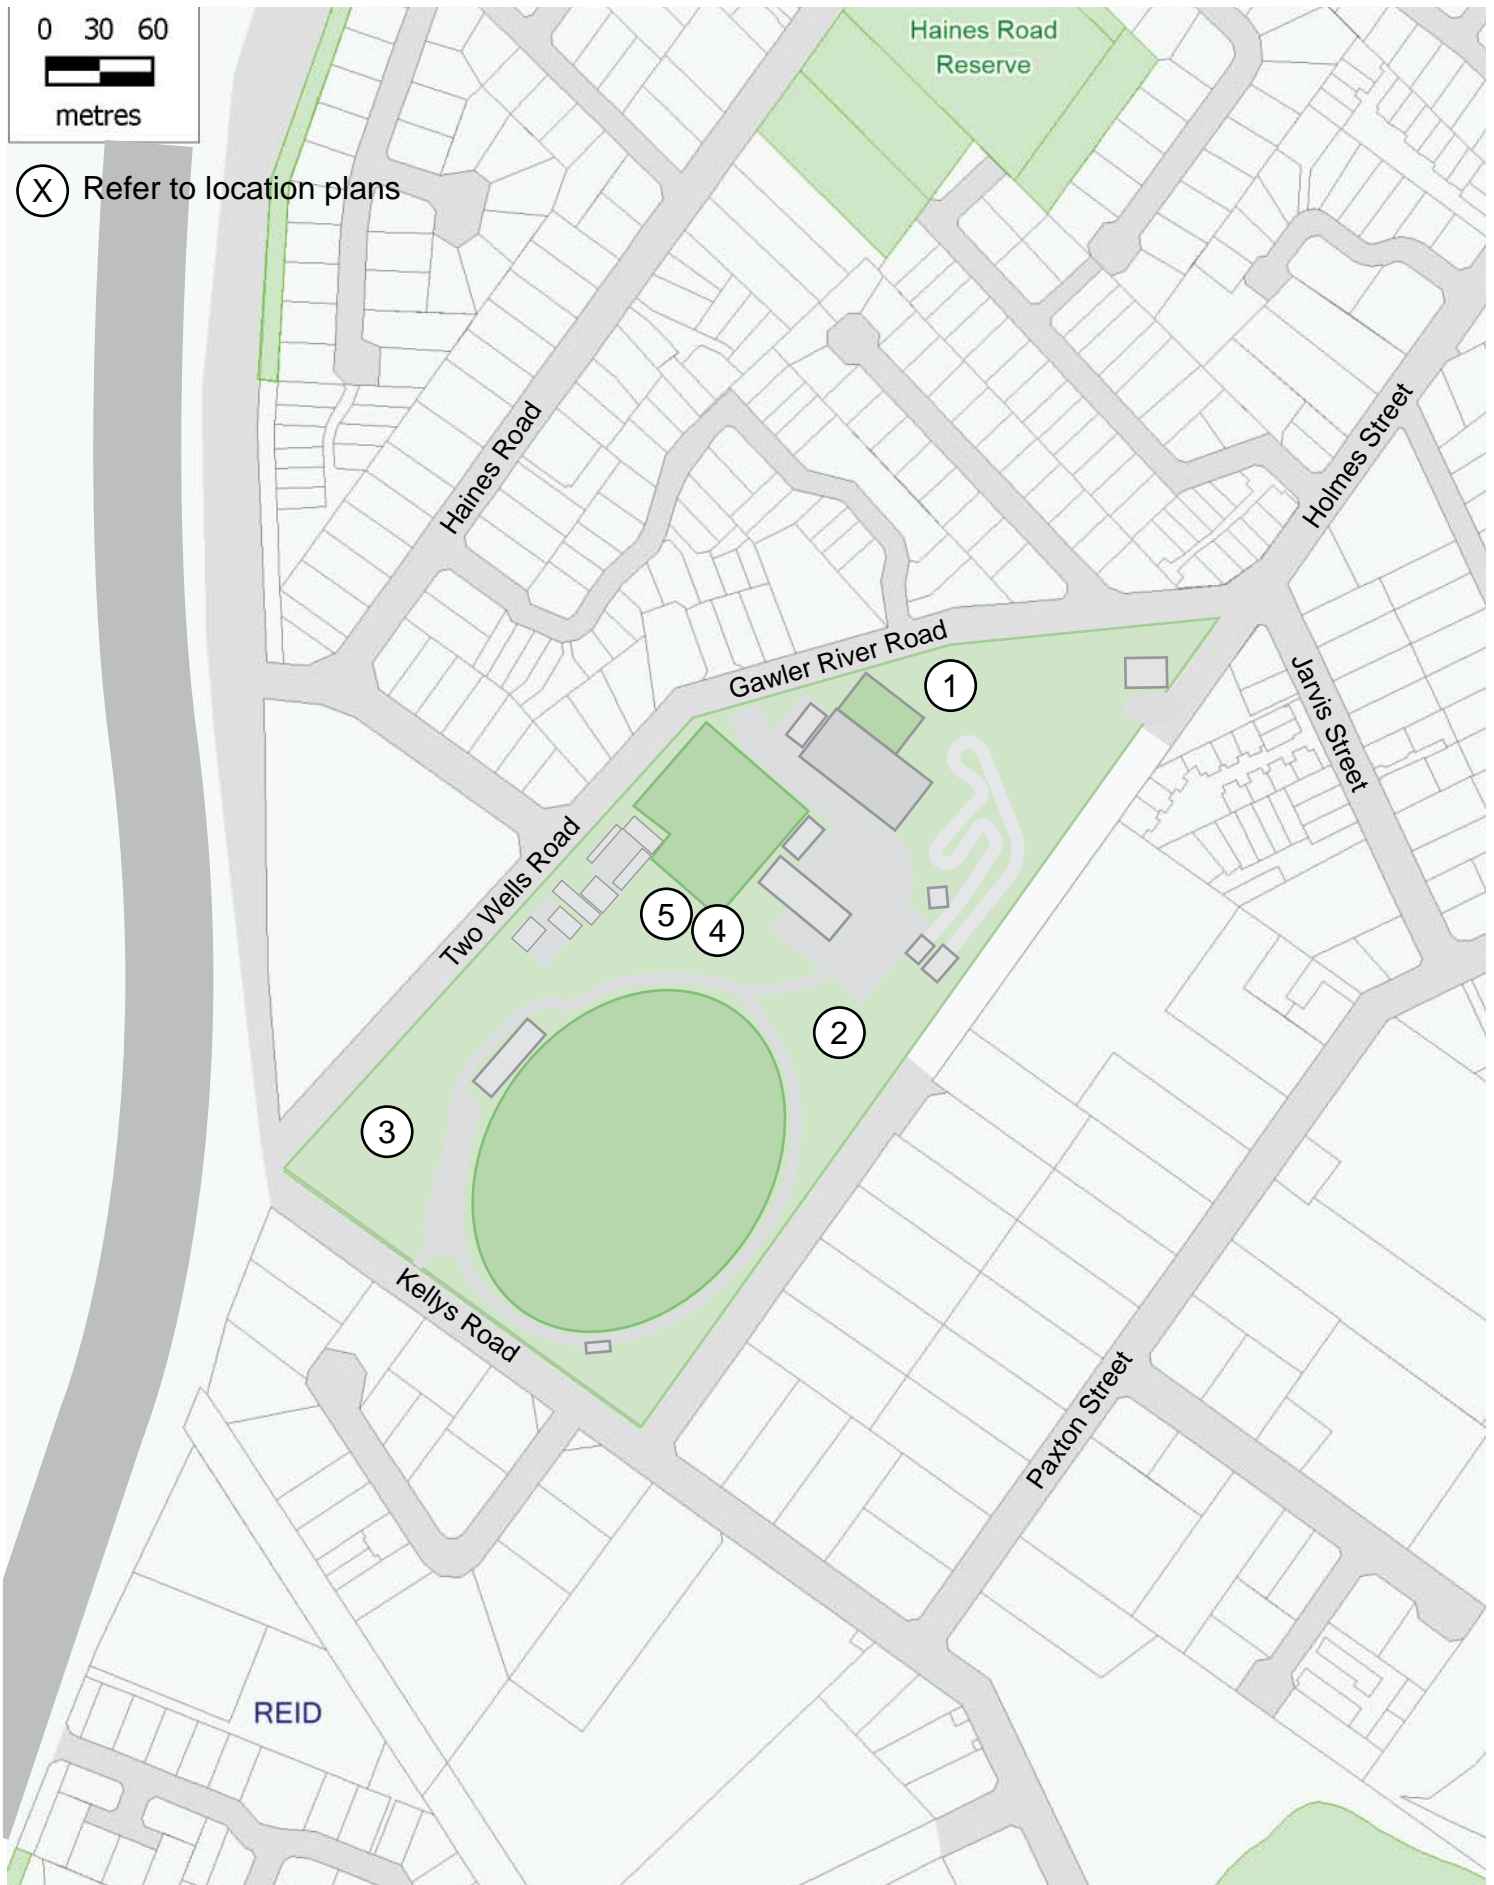 0 30 60
metres
X Refer to location plans
Haines Road
Reserve
Haines Road
Holmes Street
Gawler River Road
1
Jarvis Street
Two Wells Road
5
4
2
3
Kellys Road
Paxton Street
REID